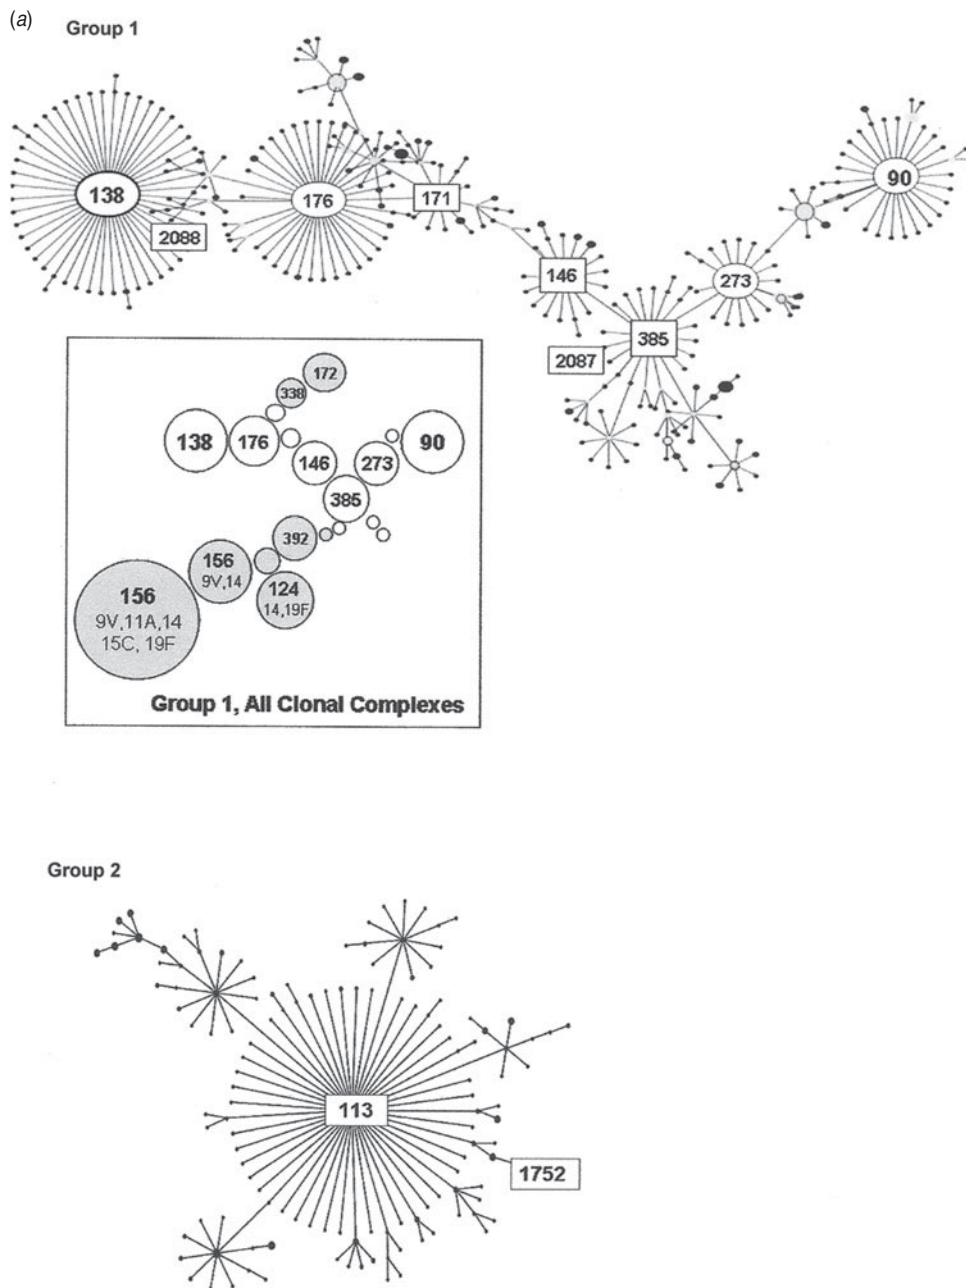 (a)
Group 1
138
2088
176
171
146
2087
385
273
90
172
338
138
176
146
273
90
385
392
156
9V,14
124
14,19F
156
9V,11A,14
15C, 19F
Group 1, All Clonal Complexes
Group 2
113
1752